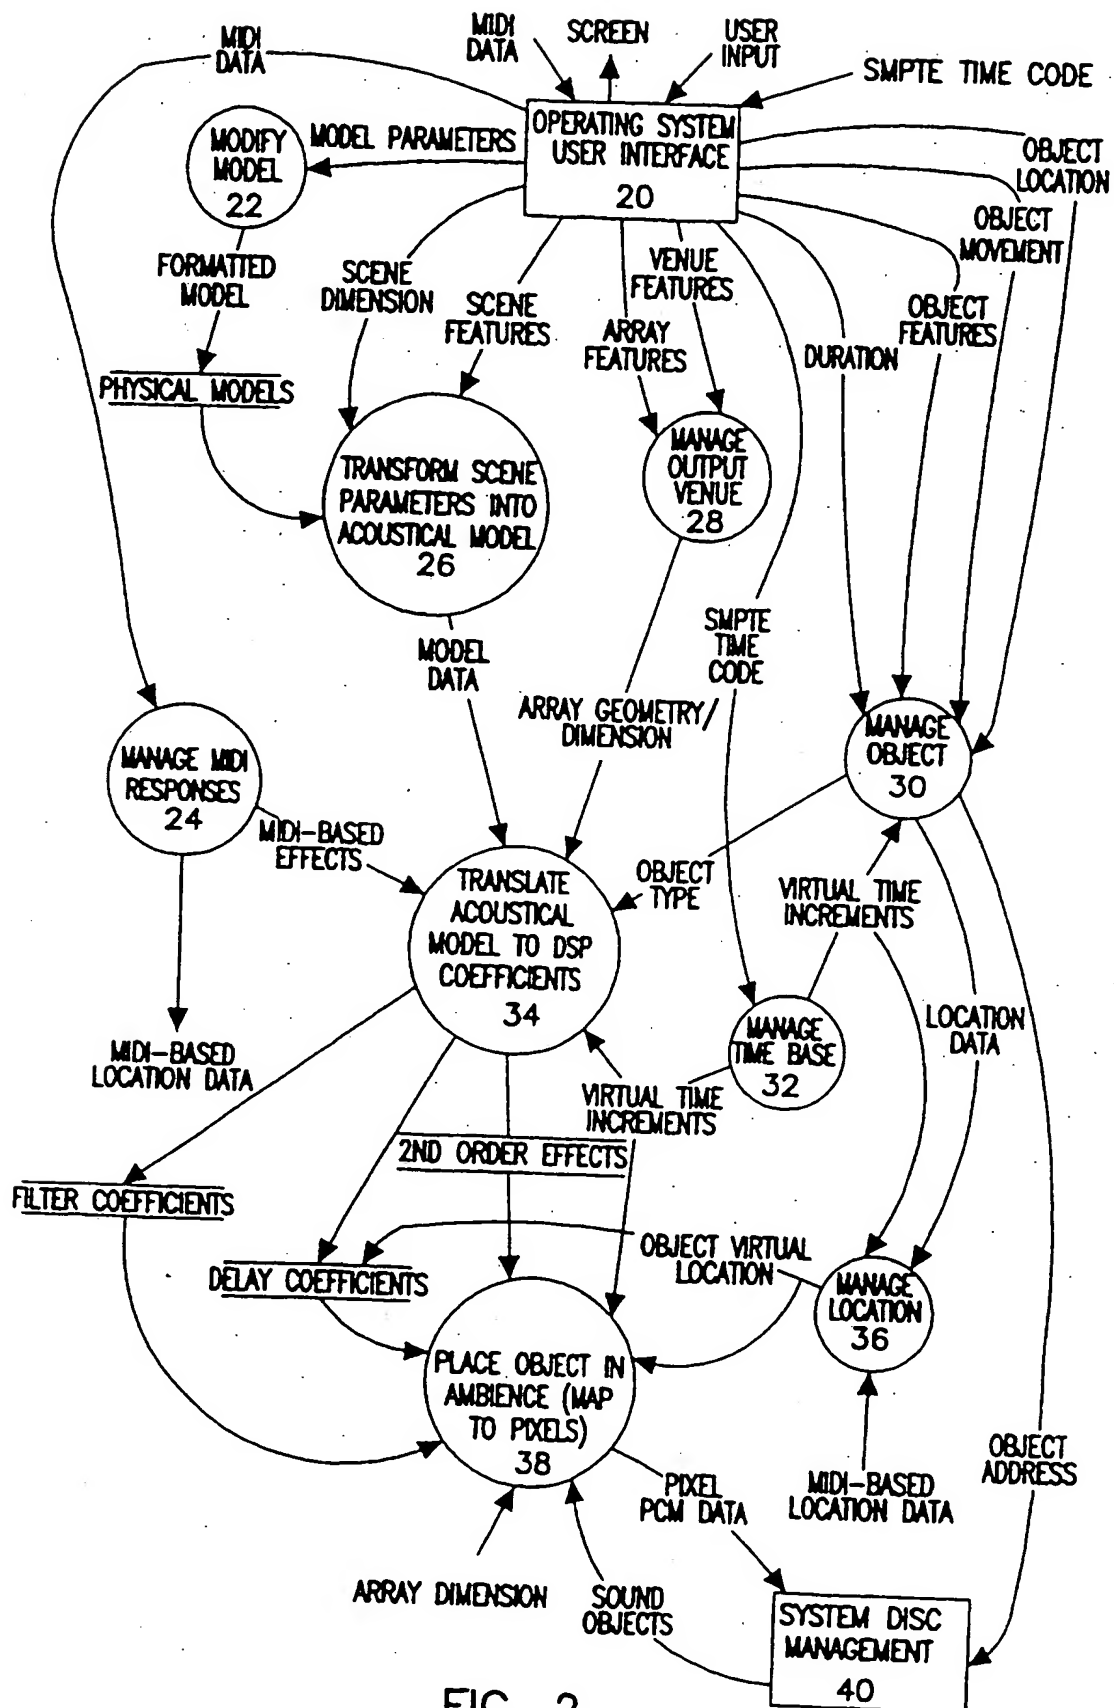 MIDI
DATA
MIDI
DATA
SCREEN
USER
INPUT
SMPTE TIME CODE
OPERATING SYSTEM
USER INTERFACE
20
MODIFY
MODEL
22
MODEL PARAMETERS
OBJECT
LOCATION
OBJECT
MOVEMENT
FORMATTED
MODEL
SCENE
DIMENSION
SCENE
FEATURES
VENUE
FEATURES
ARRAY
FEATURES
DURATION
OBJECT
FEATURES
PHYSICAL MODELS
TRANSFORM SCENE
PARAMETERS INTO
ACOUSTICAL MODEL
26
MANAGE
OUTPUT
VENUE
28
MODEL
DATA
SMPTE
TIME
CODE
ARRAY GEOMETRY/
DIMENSION
MANAGE
OBJECT
30
MANAGE MIDI
RESPONSES
24
MIDI-BASED
EFFECTS
TRANSLATE
ACOUSTICAL
MODEL TO DSP
COEFFICIENTS
34
OBJECT
TYPE
VIRTUAL TIME
INCREMENTS
MANAGE
TIME BASE
32
LOCATION
DATA
MIDI-BASED
LOCATION DATA
VIRTUAL TIME
INCREMENTS
2ND ORDER EFFECTS
FILTER COEFFICIENTS
DELAY COEFFICIENTS
OBJECT VIRTUAL
LOCATION
MANAGE
LOCATION
36
PLACE OBJECT IN
AMBIENCE (MAP
TO PIXELS)
38
PIXEL
PCM DATA
MIDI-BASED
LOCATION DATA
OBJECT
ADDRESS
ARRAY DIMENSION
SOUND
OBJECTS
SYSTEM DISC
MANAGEMENT
40
FIG. 2